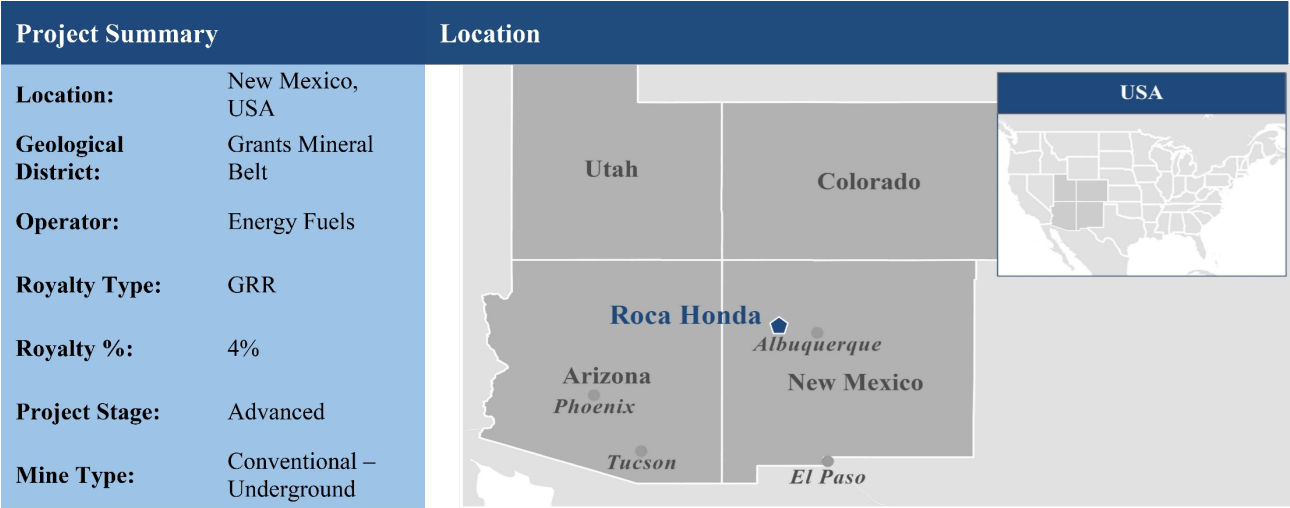 Project Summary
Location
Location:
New Mexico,
USA
Geological
District:
Grants Mineral
Belt
Operator:
Energy Fuels
Royalty Type:
GRR
Royalty %:
4%
Project Stage:
Advanced
Mine Type:
Conventional –
Underground
USA
Utah
Colorado
Roca Honda
Albuquerque
Arizona
New Mexico
Phoenix
Tucson
El Paso